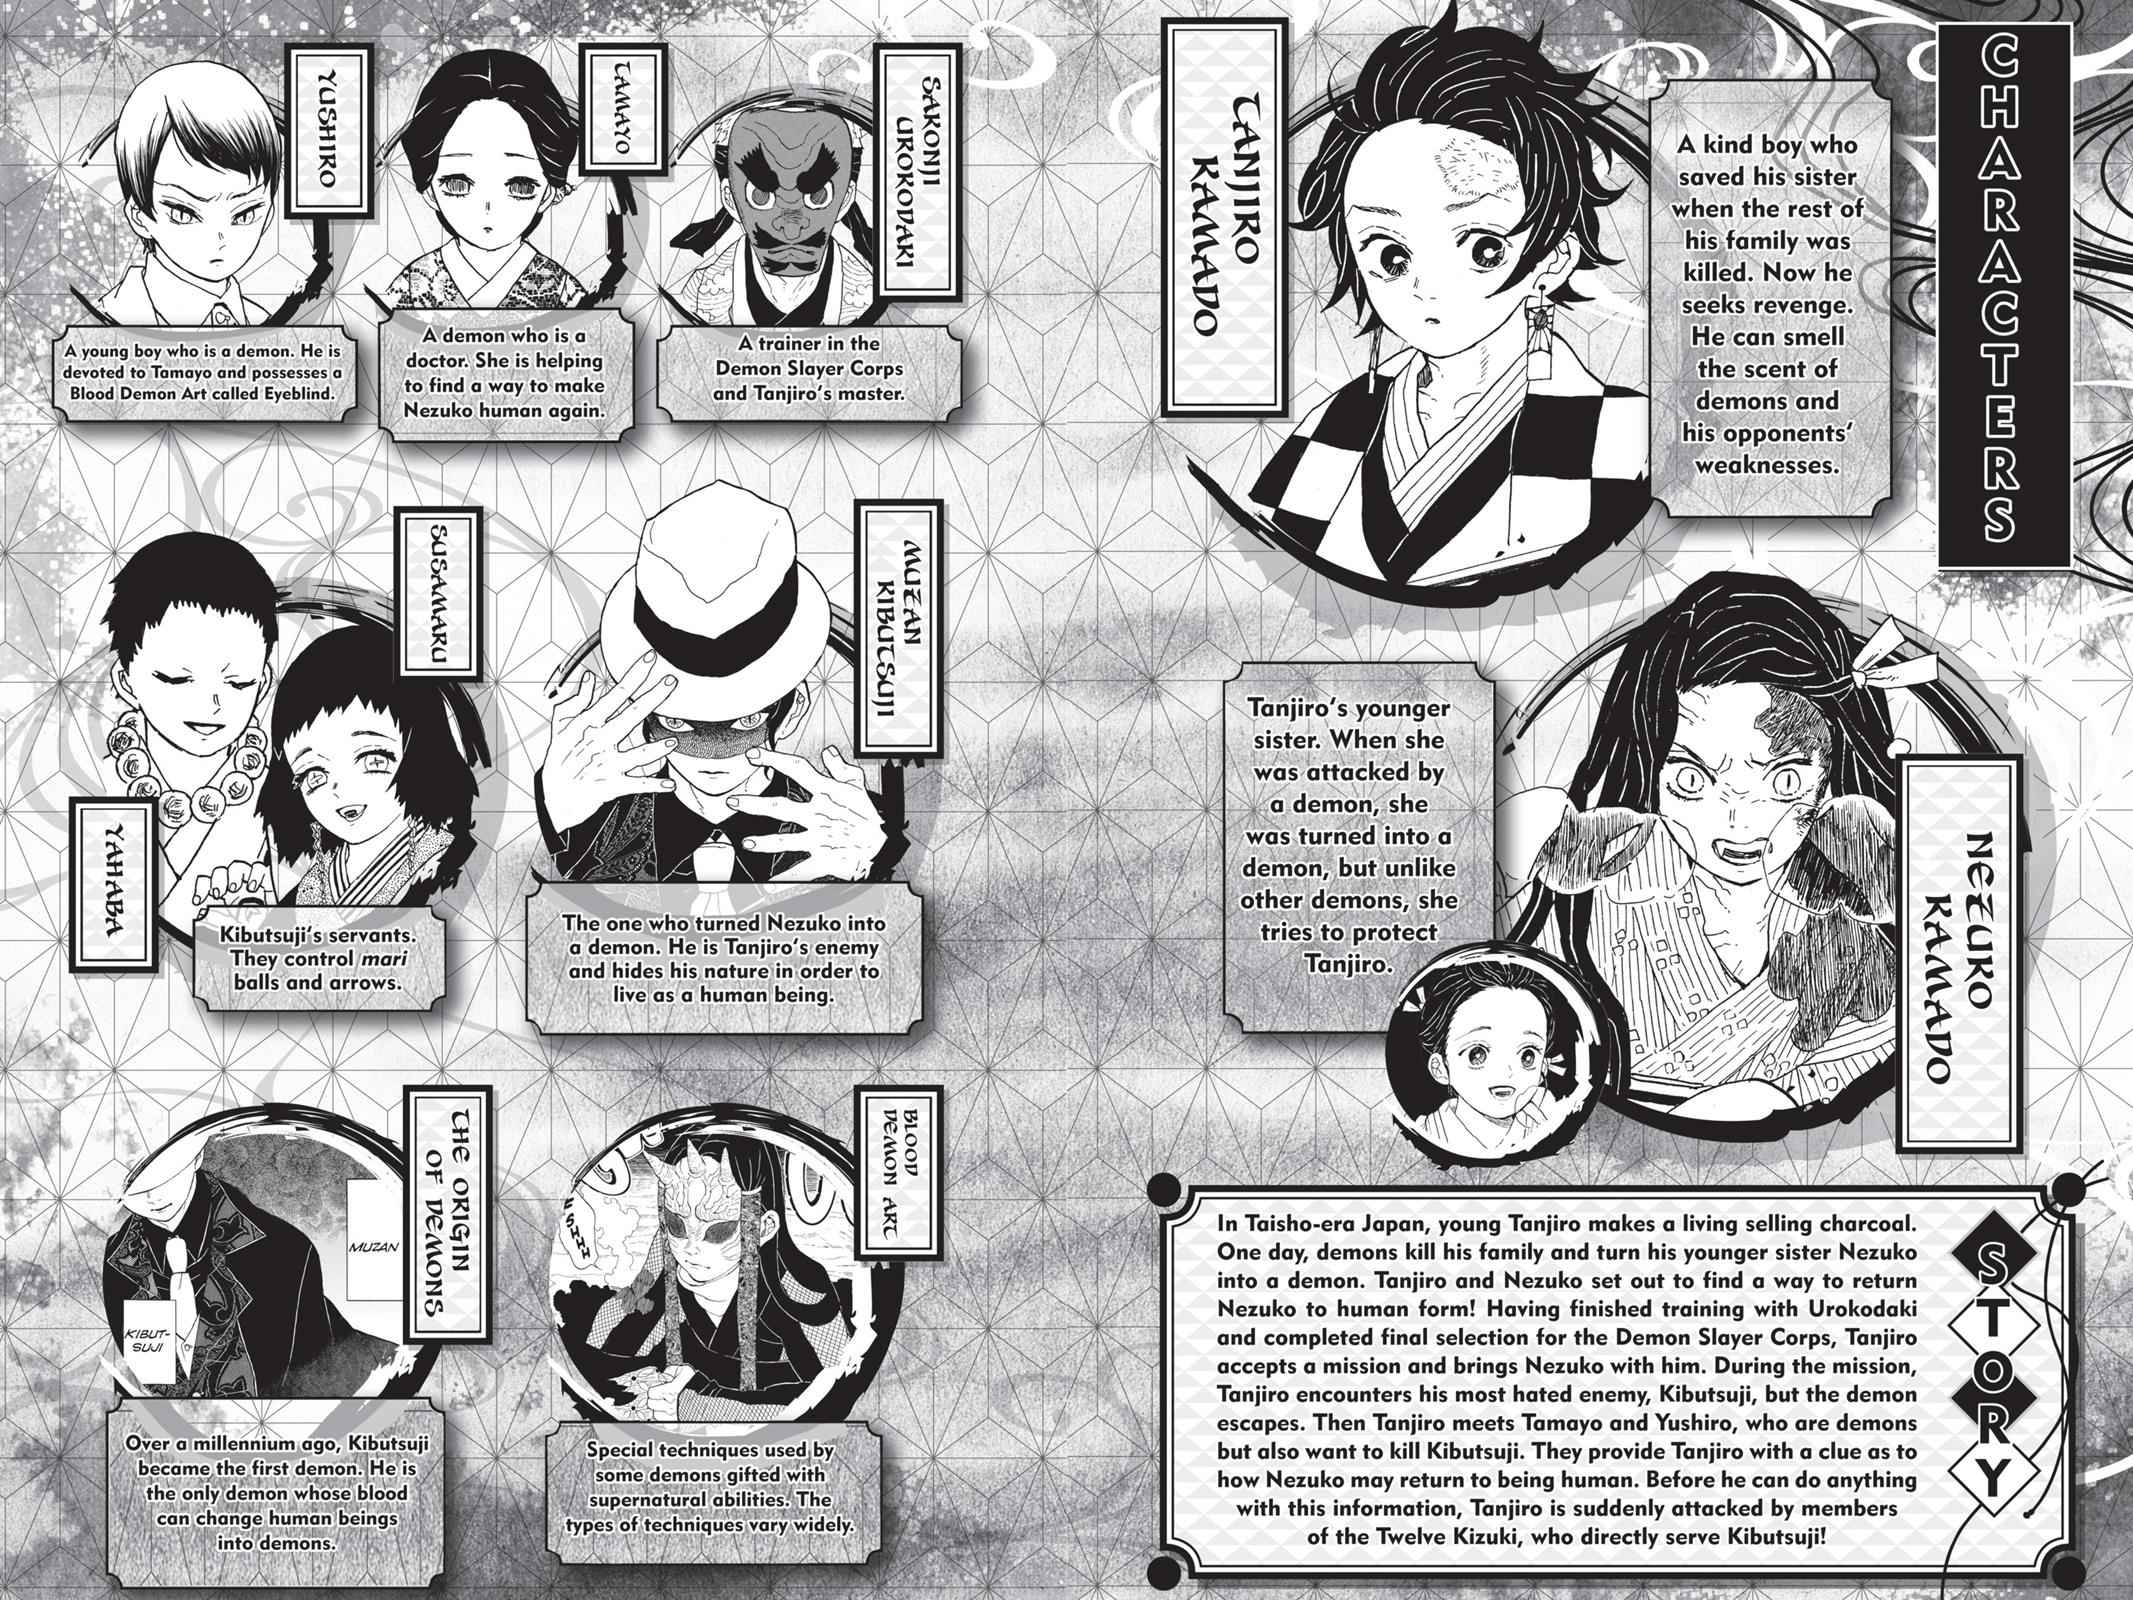 CHARACTERS
TANJIRO
KAMADO
A kind boy who
saved his sister
when the rest of
his family was
killed. Now he
seeks revenge.
He can smell
the scent of
demons and
his opponents'
weaknesses.
NEZUKO
KAMADO
Tanjiro's younger
sister. When she
was attacked by
a demon, she
was turned into a
demon, but unlike
other demons, she
tries to protect
Tanjiro.
STORY
In Taisho-era Japan, young Tanjiro makes a living selling charcoal.
One day, demons kill his family and turn his younger sister Nezuko
into a demon. Tanjiro and Nezuko set out to find a way to return
Nezuko to human form! Having finished training with Urokodaki
and completed final selection for the Demon Slayer Corps, Tanjiro
accepts a mission and brings Nezuko with him. During the mission,
Tanjiro encounters his most hated enemy, Kibutsuji, but the demon
escapes. Then Tanjiro meets Tamayo and Yushiro, who are demons
but also want to kill Kibutsuji. They provide Tanjiro with a clue as to
how Nezuko may return to being human. Before he can do anything
with this information, Tanjiro is suddenly attacked by members
of the Twelve Kizuki, who directly serve Kibutsuji!
SAKONJI
UROKODAKI
A trainer in the
Demon Slayer Corps
and Tanjiro's master.
TAMAYO
A demon who is a
doctor. She is helping
to find a way to make
Nezuko human again.
YUSHIRO
A young boy who is a demon. He is
devoted to Tamayo and possesses a
Blood Demon Art called Eyeblind.
MUZAN
KIBUTSUJI
The one who turned Nezuko into
a demon. He is Tanjiro's enemy
and hides his nature in order to
live as a human being.
SUSAMARU
YAHABA
Kibutsuji's servants.
They control mari
balls and arrows.
BLOOD
DEMON ART
Special techniques used by
some demons gifted with
supernatural abilities. The
types of techniques vary widely.
THE ORIGIN
OF DEMONS
MUZAN
KIBUT-
SUJI
Over a millennium ago, Kibutsuji
became the first demon. He is
the only demon whose blood
can change human beings
into demons.